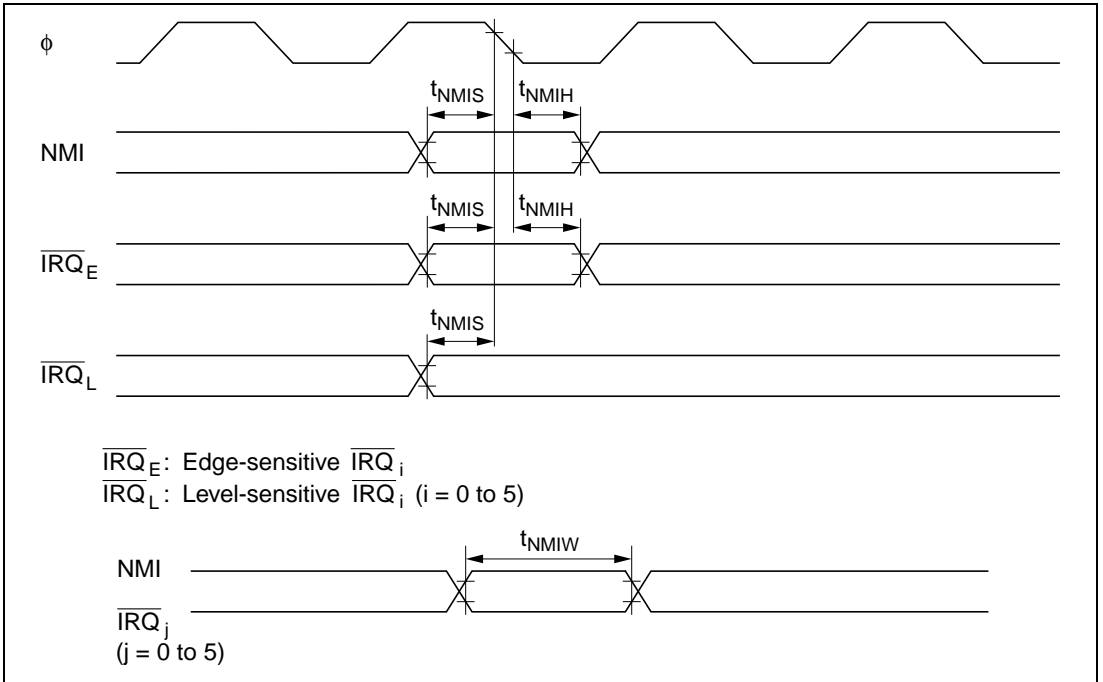 ϕ
tNMIS tNMIH
NMI
tNMIS tNMIH
IRQE
tNMIS
IRQL
IRQE: Edge-sensitive IRQi
IRQL: Level-sensitive IRQi (i = 0 to 5)
tNMIW
NMI
IRQj
(j = 0 to 5)